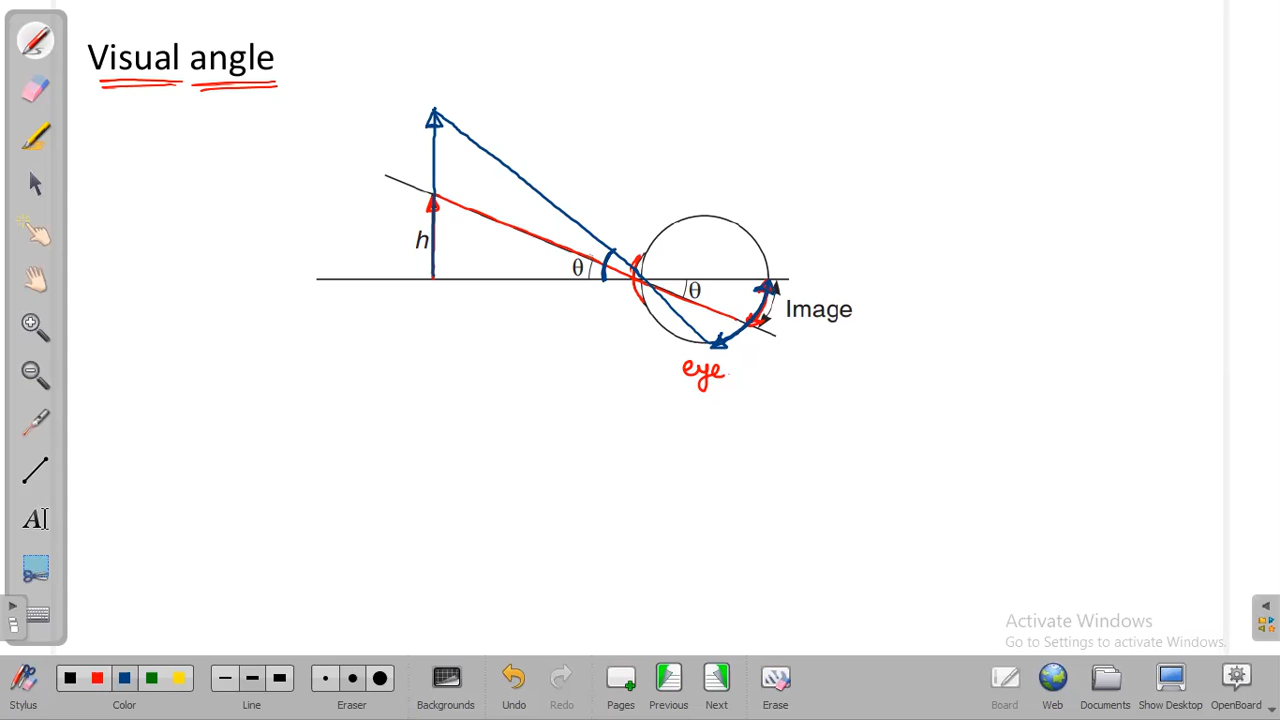 Visual angle
h
θ
θ
Image
eye
Activate Windows
Go to Settings to activate Windows.
Stylus
Color
Line
Eraser
Backgrounds
Undo
Redo
Pages
Previous
Next
Erase
Board
Web
Documents
Show Desktop
OpenBoard